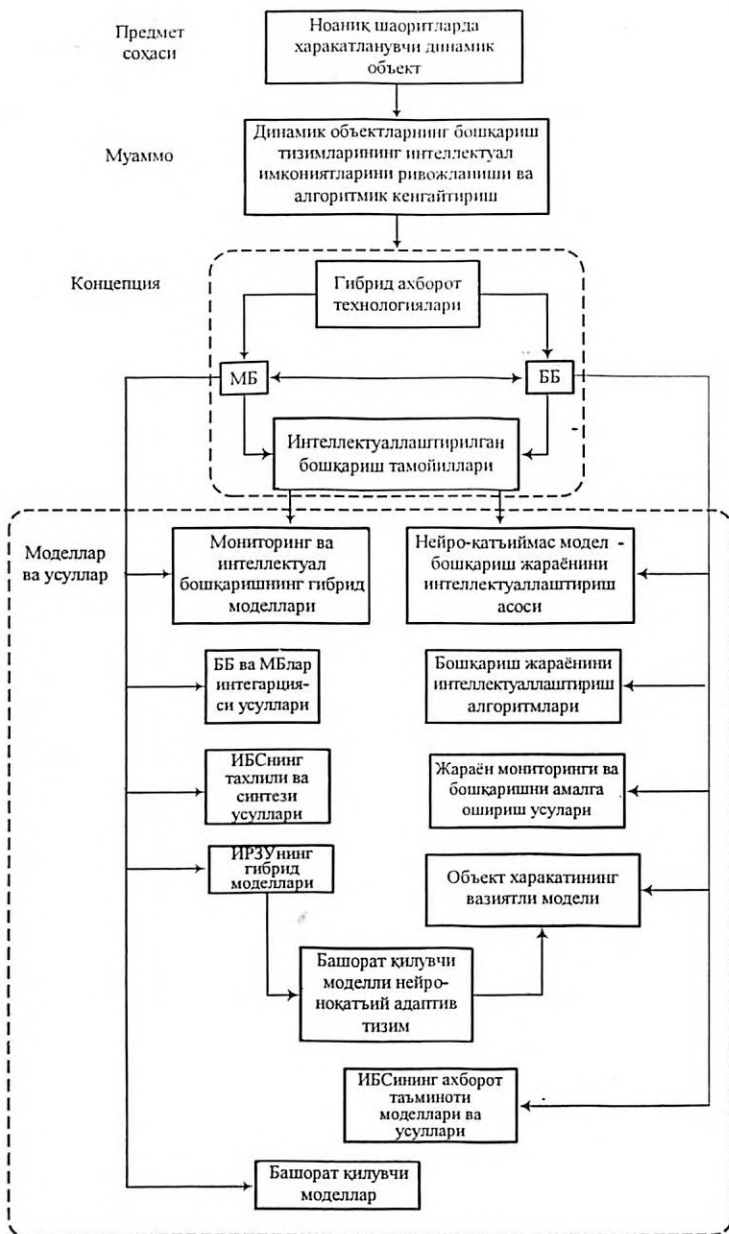 Предмет
соҳаси
Ноаниқ шаоритларда
харакатланувчи динамик
объект
Муаммо
Динамик объектларнинг бошқариш
тизимларининг интеллектуал
имкониятларини ривожланиши ва
алгоритмик кенгайтириш
Концепция
Гибрид ахборот
технологиялари
МБ
ББ
Интеллектуаллаштирилган
бошқариш тамойиллари
Моделлар
ва усуллар
Мониторинг ва
интеллектуал
бошқаришнинг гибрид
моделлари
Нейро-қатъиймас модел -
бошқариш жараёнини
интеллектуаллаштириш
асоси
ББ ва МБлар
интегарция-
си усуллари
Бошқариш жараёнини
интеллектуаллаштириш
алгоритмлари
ИБСнинг
тахлили ва
синтези
усуллари
Жараён мониторинги ва
бошқаришни амалга
ошириш усулари
ИРЗУнинг
гибрид
моделлари
Объект харакатининг
вазиятли модели
Башорат қилувчи
моделли нейро-
ноқатъий адаптив
тизим
ИБСининг ахборот
таъминоти
моделлари ва
усуллари
Башорат қилувчи
моделлар